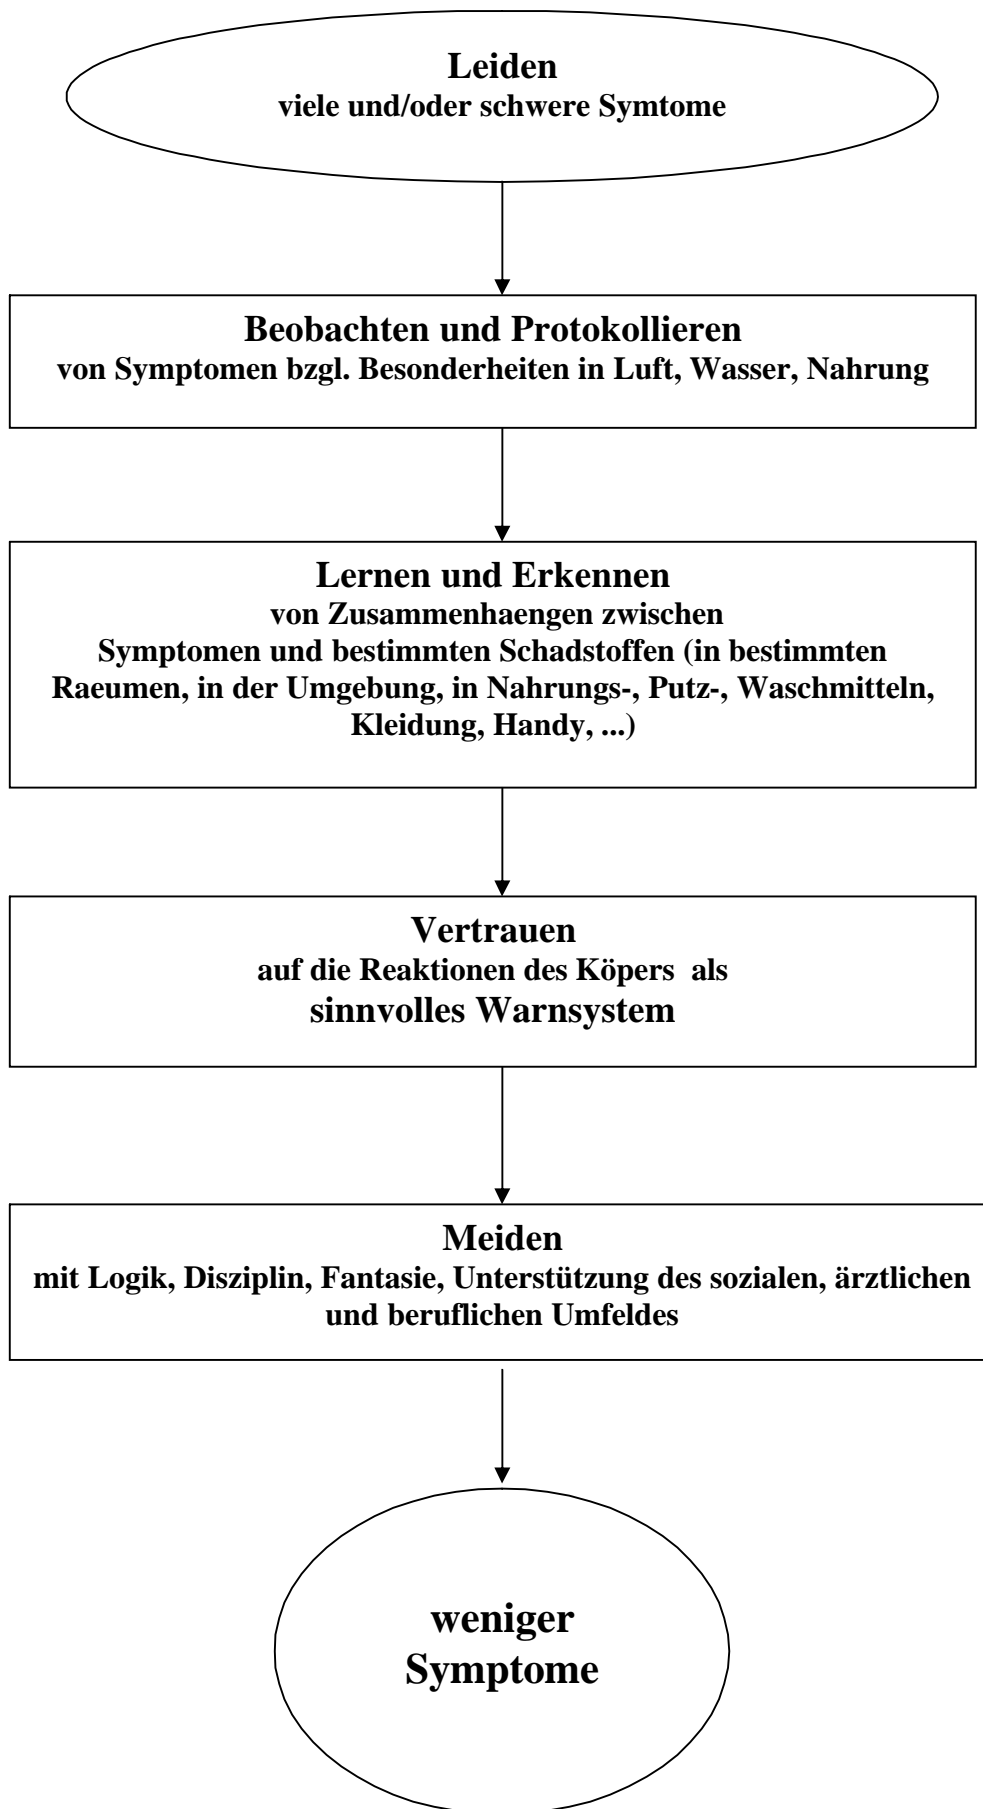 Leiden
viele und/oder schwere Symtome
Beobachten und Protokollieren
von Symptomen bzgl. Besonderheiten in Luft, Wasser, Nahrung
Lernen und Erkennen
von Zusammenhaengen zwischen
Symptomen und bestimmten Schadstoffen (in bestimmten
Raeumen, in der Umgebung, in Nahrungs-, Putz-, Waschmitteln,
Kleidung, Handy, ...)
Vertrauen
auf die Reaktionen des Köpers als
sinnvolles Warnsystem
Meiden
mit Logik, Disziplin, Fantasie, Unterstützung des sozialen, ärztlichen
und beruflichen Umfeldes
weniger
Symptome